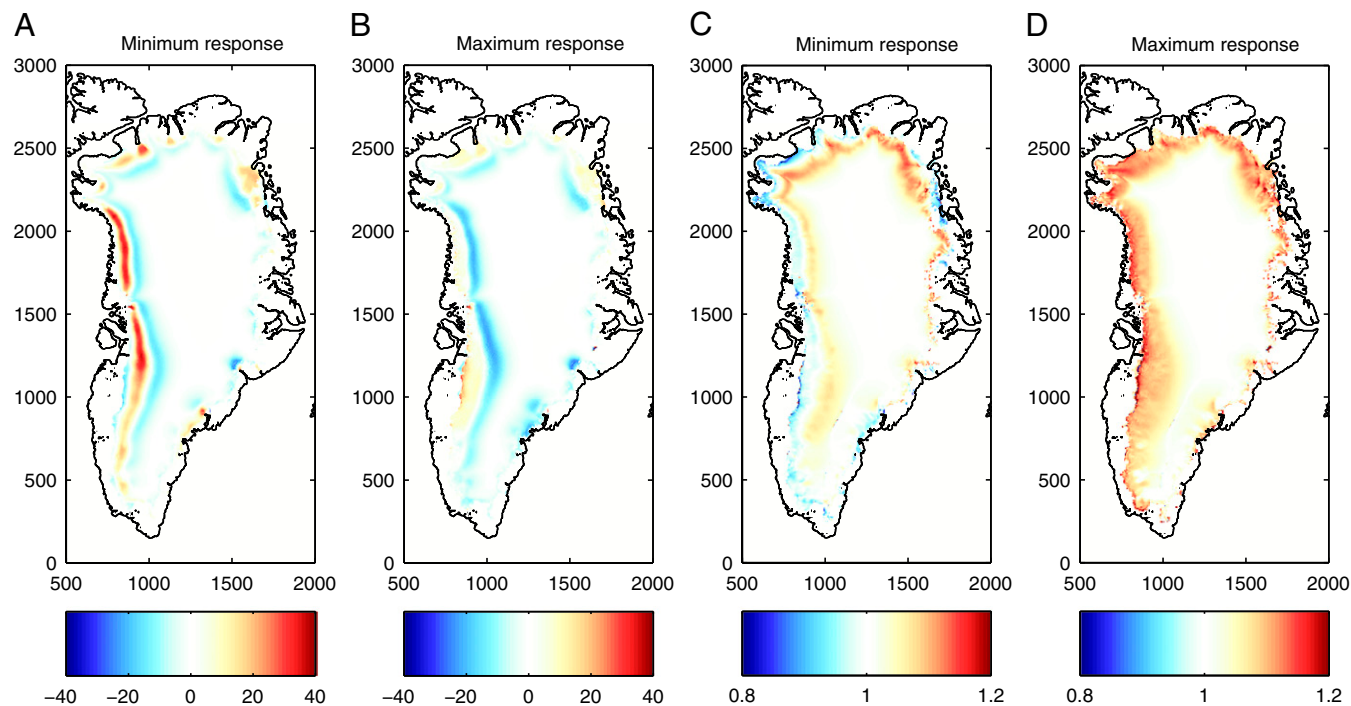 A B C D
Minimum response Maximum response Minimum response Maximum response
3000 3000 3000 3000
2500 2500 2500 2500
2000 2000 2000 2000
1500 1500 1500 1500
1000 1000 1000 1000
500 500 500 500
0 0 0 0
500 1000 1500 2000 500 1000 1500 2000 500 1000 1500 2000 500 1000 1500 2000
−40 −20 0 20 40 −40 −20 0 20 40 0.8 1 1.2 0.8 1 1.2